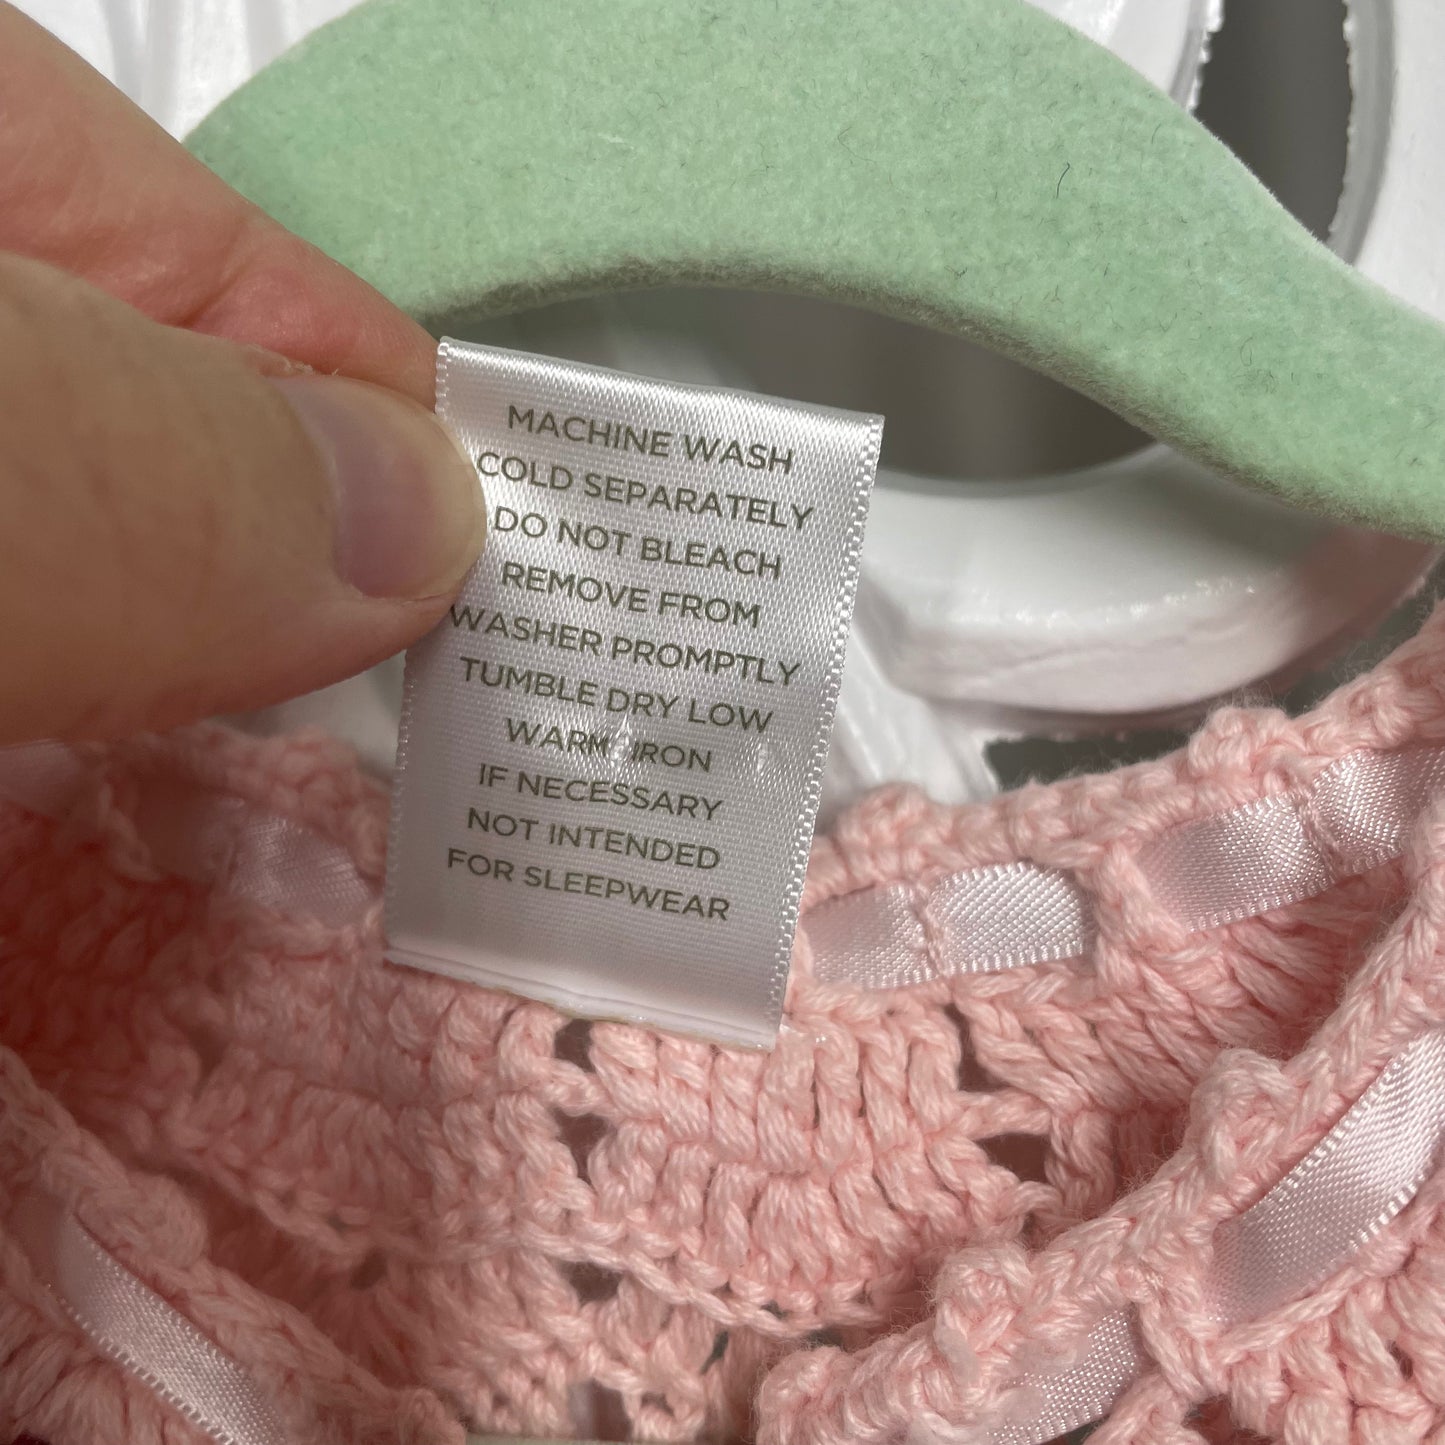 MACHINE WASH
COLD SEPARATELY
DO NOT BLEACH
REMOVE FROM
WASHER PROMPTLY
TUMBLE DRY LOW
WARM IRON
IF NECESSARY
NOT INTENDED
FOR SLEEPWEAR